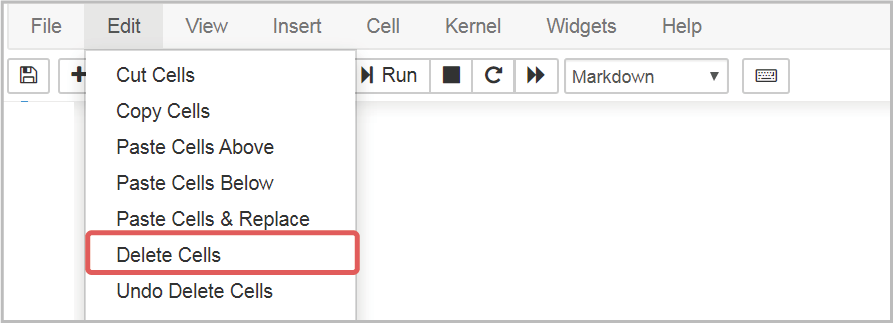 File Edit View Insert Cell Kernel Widgets Help
Run Markdown
Cut Cells
Copy Cells
Paste Cells Above
Paste Cells Below
Paste Cells & Replace
Delete Cells
Undo Delete Cells